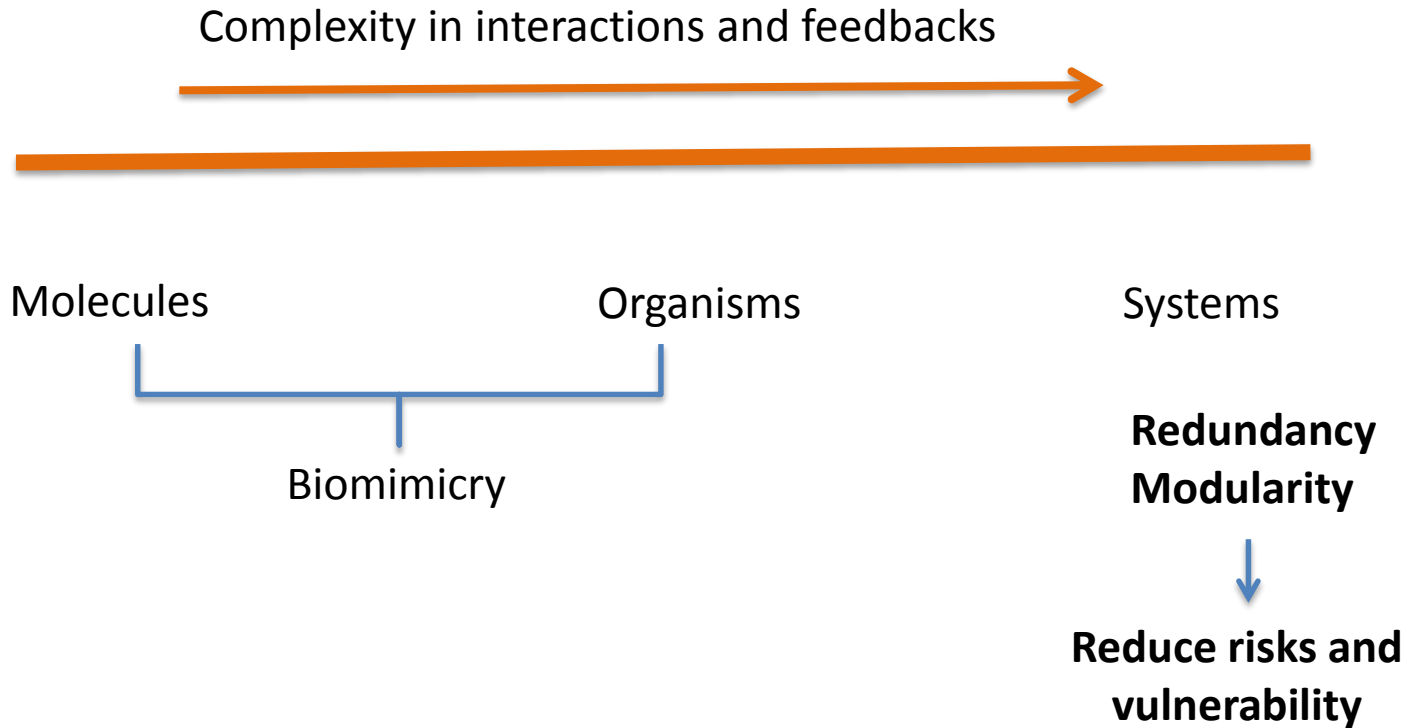 Complexity in interactions and feedbacks
Molecules
Organisms
Systems
Biomimicry
Redundancy
Modularity
Reduce risks and
vulnerability